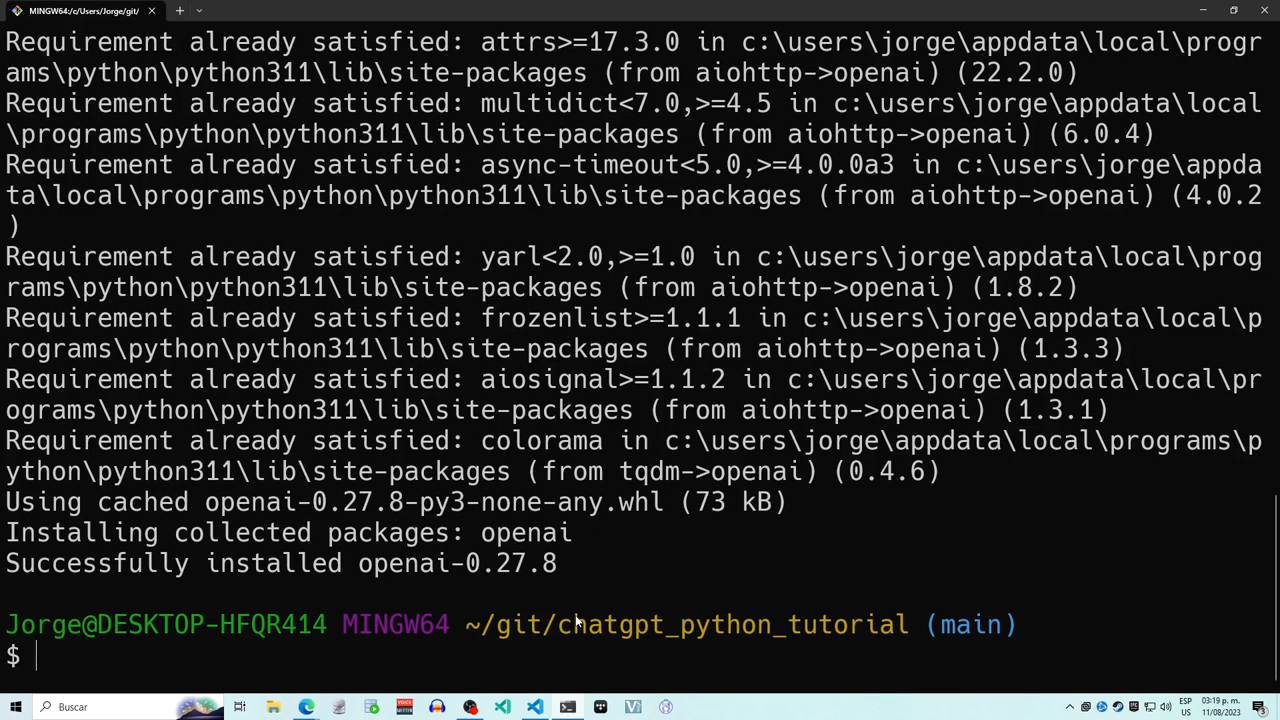 MINGW64:/c/Users/Jorge/git/
Requirement already satisfied: attrs>=17.3.0 in c:\users\jorge\appdata\local\progr
ams\python\python311\lib\site-packages (from aiohttp->openai) (22.2.0)
Requirement already satisfied: multidict<7.0,>=4.5 in c:\users\jorge\appdata\local
\programs\python\python311\lib\site-packages (from aiohttp->openai) (6.0.4)
Requirement already satisfied: async-timeout<5.0,>=4.0.0a3 in c:\users\jorge\appda
ta\local\programs\python\python311\lib\site-packages (from aiohttp->openai) (4.0.2
)
Requirement already satisfied: yarl<2.0,>=1.0 in c:\users\jorge\appdata\local\prog
rams\python\python311\lib\site-packages (from aiohttp->openai) (1.8.2)
Requirement already satisfied: frozenlist>=1.1.1 in c:\users\jorge\appdata\local\p
rograms\python\python311\lib\site-packages (from aiohttp->openai) (1.3.3)
Requirement already satisfied: aiosignal>=1.1.2 in c:\users\jorge\appdata\local\pr
ograms\python\python311\lib\site-packages (from aiohttp->openai) (1.3.1)
Requirement already satisfied: colorama in c:\users\jorge\appdata\local\programs\p
ython\python311\lib\site-packages (from tqdm->openai) (0.4.6)
Using cached openai-0.27.8-py3-none-any.whl (73 kB)
Installing collected packages: openai
Successfully installed openai-0.27.8
Jorge@DESKTOP-HFQR414 MINGW64 ~/git/chatgpt_python_tutorial (main)
$
Buscar
ESP 03:19 p. m.
US 11/08/2023